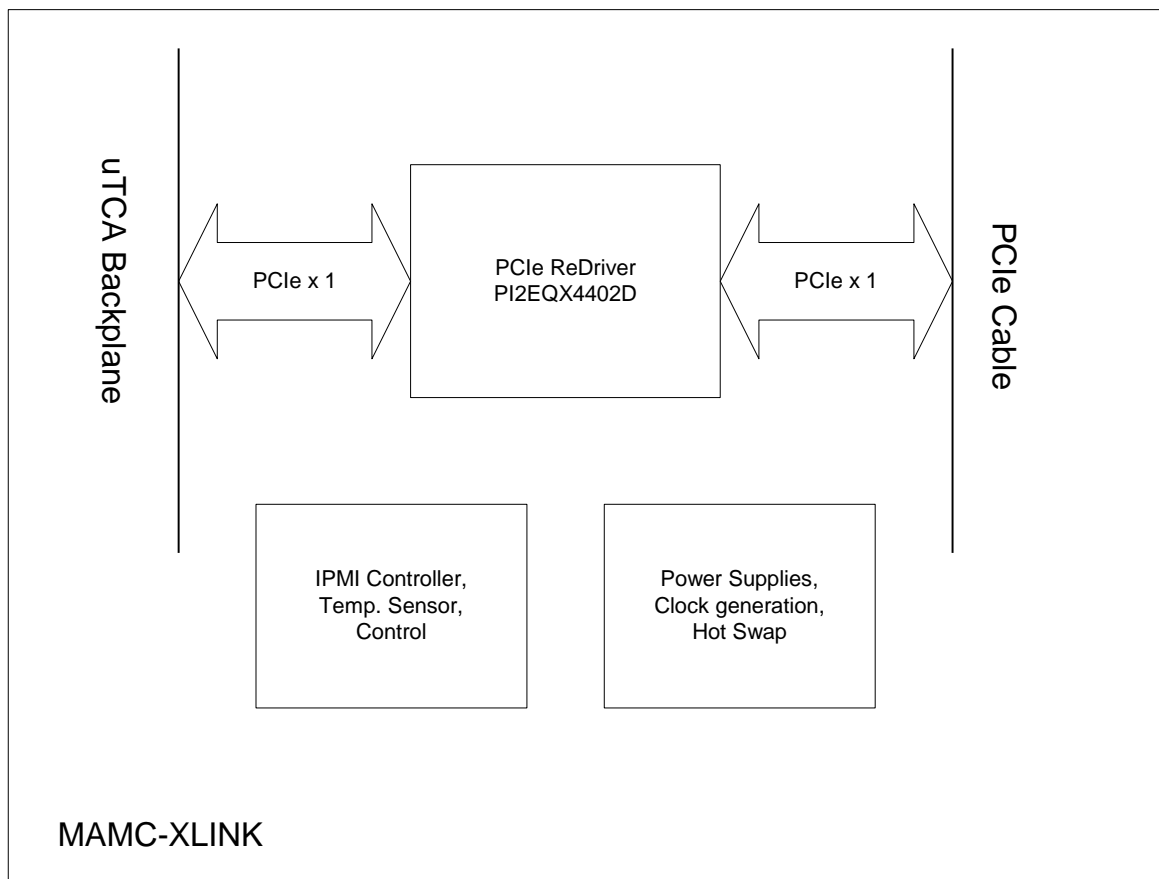 uTCA Backplane
PCIe x 1
PCIe ReDriver
PI2EQX4402D
PCIe x 1
PCIe Cable
IPMI Controller,
Temp. Sensor,
Control
Power Supplies,
Clock generation,
Hot Swap
MAMC-XLINK